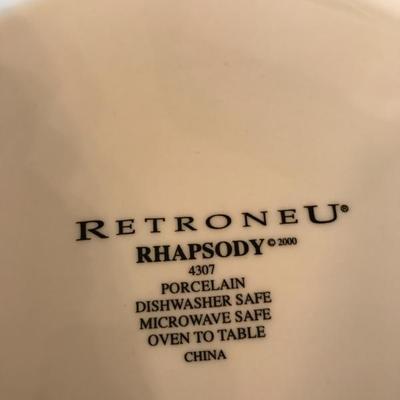 RETRONEU®
RHAPSODY © 2000
4307
PORCELAIN
DISHWASHER SAFE
MICROWAVE SAFE
OVEN TO TABLE
CHINA